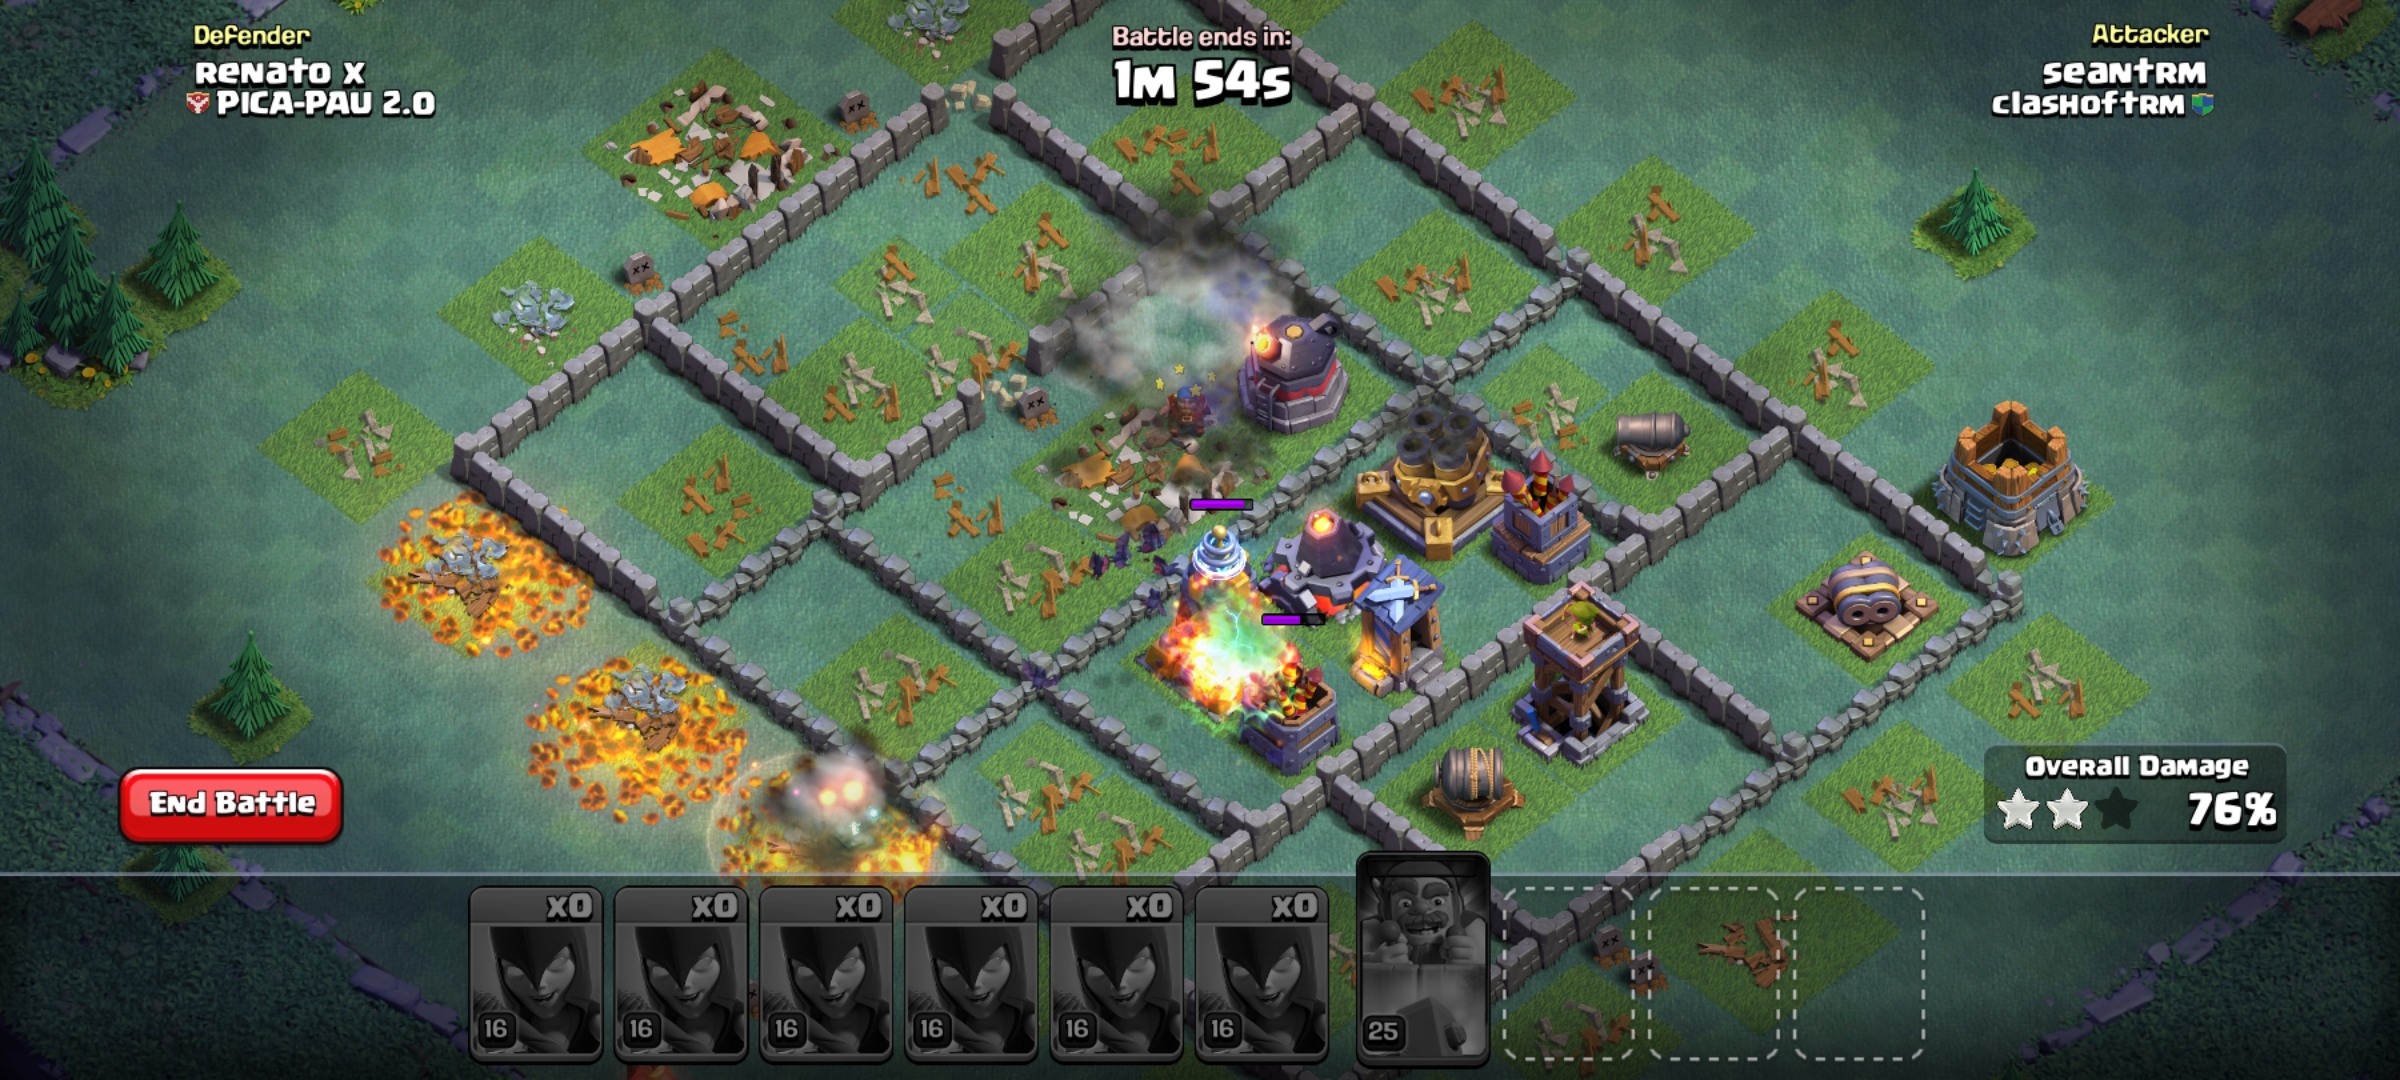 Defender
RENATO X
PICA-PAU 2.0
Battle ends in:
1M 54S
Attacker
SEANTRM
CLASHOFTRM
End Battle
Overall Damage
76%
x0
x0
x0
x0
x0
x0
16
16
16
16
16
16
25